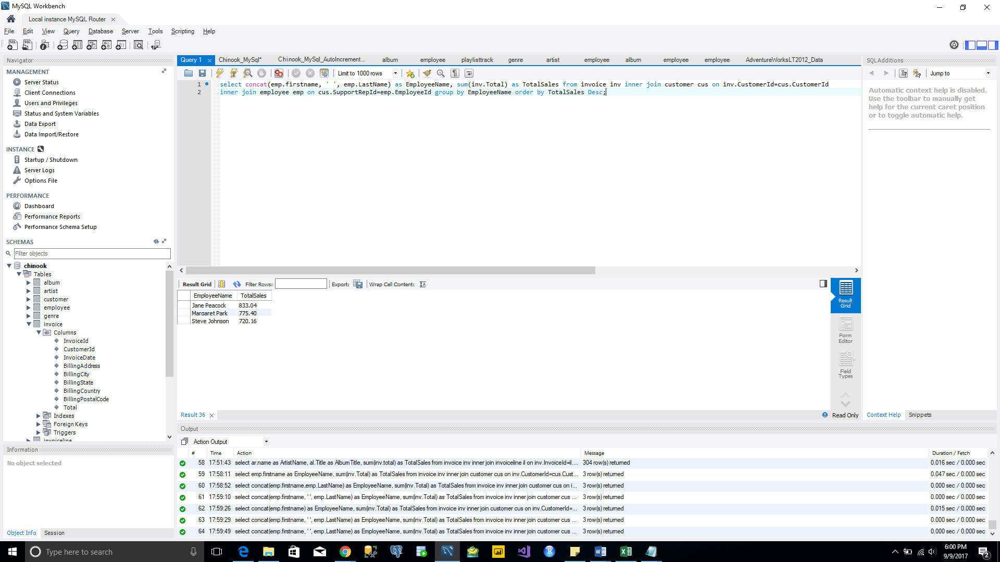 MySQL Workbench
Local instance MySQL Router
File Edit View Query Database Server Tools Scripting Help
Navigator
MANAGEMENT
Server Status
Client Connections
Users and Privileges
Status and System Variables
Data Export
Data Import/Restore
INSTANCE
Startup / Shutdown
Server Logs
Options File
PERFORMANCE
Dashboard
Performance Reports
Performance Schema Setup
SCHEMAS
Filter objects
chinook
Tables
album
artist
customer
employee
genre
invoice
Columns
InvoiceId
CustomerId
InvoiceDate
BillingAddress
BillingCity
BillingState
BillingCountry
BillingPostalCode
Total
Indexes
Foreign Keys
Triggers
invoiceline
Information
No object selected
Object Info Session
Query 1 Chinook_MySql* Chinook_MySql_AutoIncrement... album employee playlisttrack genre artist employee album employee employee AdventureWorksLT2012_Data
Limit to 1000 rows
1 select concat(emp.firstname, ' ', emp.LastName) as EmployeeName, sum(inv.Total) as TotalSales from invoice inv inner join customer cus on inv.CustomerId=cus.CustomerId
2 inner join employee emp on cus.SupportRepId=emp.EmployeeId group by EmployeeName order by TotalSales Desc;
Result Grid Filter Rows: Export: Wrap Cell Content:
EmployeeName TotalSales
Jane Peacock 833.04
Margaret Park 775.40
Steve Johnson 720.16
Result Grid
Form Editor
Field Types
Result 36
Read Only
SQLAdditions
Jump to
Automatic context help is disabled.
Use the toolbar to manually get
help for the current caret position
or to toggle automatic help.
Context Help Snippets
Output
Action Output
# Time Action Message Duration / Fetch
58 17:51:43 select ar.name as ArtistName, al.Title as AlbumTitle, sum(inv.total) as TotalSales from invoice inv inner join invoiceline il on inv.InvoiceId=il.... 304 row(s) returned 0.016 sec / 0.000 sec
59 17:58:11 select emp.firstname as EmployeeName, sum(inv.Total) as TotalSales from invoice inv inner join customer cus on inv.CustomerId=cus.Cust... 3 row(s) returned 0.047 sec / 0.000 sec
60 17:58:52 select concat(emp.firstname,emp.LastName) as EmployeeName, sum(inv.Total) as TotalSales from invoice inv inner join customer cus on i... 3 row(s) returned 0.000 sec / 0.000 sec
61 17:59:10 select concat(emp.firstname, ' ', emp.LastName) as EmployeeName, sum(inv.Total) as TotalSales from invoice inv inner join customer cus ... 3 row(s) returned 0.000 sec / 0.000 sec
62 17:59:26 select concat(emp.firstname) as EmployeeName, sum(inv.Total) as TotalSales from invoice inv inner join customer cus on inv.CustomerId=... 3 row(s) returned 0.015 sec / 0.000 sec
63 17:59:29 select concat(emp.firstname, ' ', emp.LastName) as EmployeeName, sum(inv.Total) as TotalSales from invoice inv inner join customer cus ... 3 row(s) returned 0.000 sec / 0.000 sec
64 17:59:49 select concat(emp.firstname, ' ', emp.LastName) as EmployeeName, sum(inv.Total) as TotalSales from invoice inv inner join customer cus ... 3 row(s) returned 0.000 sec / 0.000 sec
Type here to search
6:00 PM
9/9/2017
2